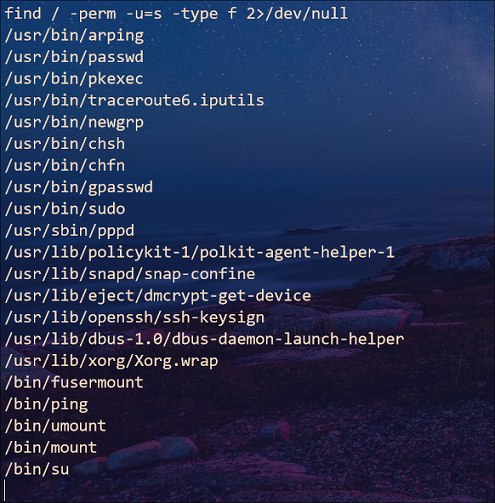 find / -perm -u=s -type f 2>/dev/null
/usr/bin/arping
/usr/bin/passwd
/usr/bin/pkexec
/usr/bin/traceroute6.iputils
/usr/bin/newgrp
/usr/bin/chsh
/usr/bin/chfn
/usr/bin/gpasswd
/usr/bin/sudo
/usr/sbin/pppd
/usr/lib/policykit-1/polkit-agent-helper-1
/usr/lib/snapd/snap-confine
/usr/lib/eject/dmcrypt-get-device
/usr/lib/openssh/ssh-keysign
/usr/lib/dbus-1.0/dbus-daemon-launch-helper
/usr/lib/xorg/Xorg.wrap
/bin/fusermount
/bin/ping
/bin/umount
/bin/mount
/bin/su